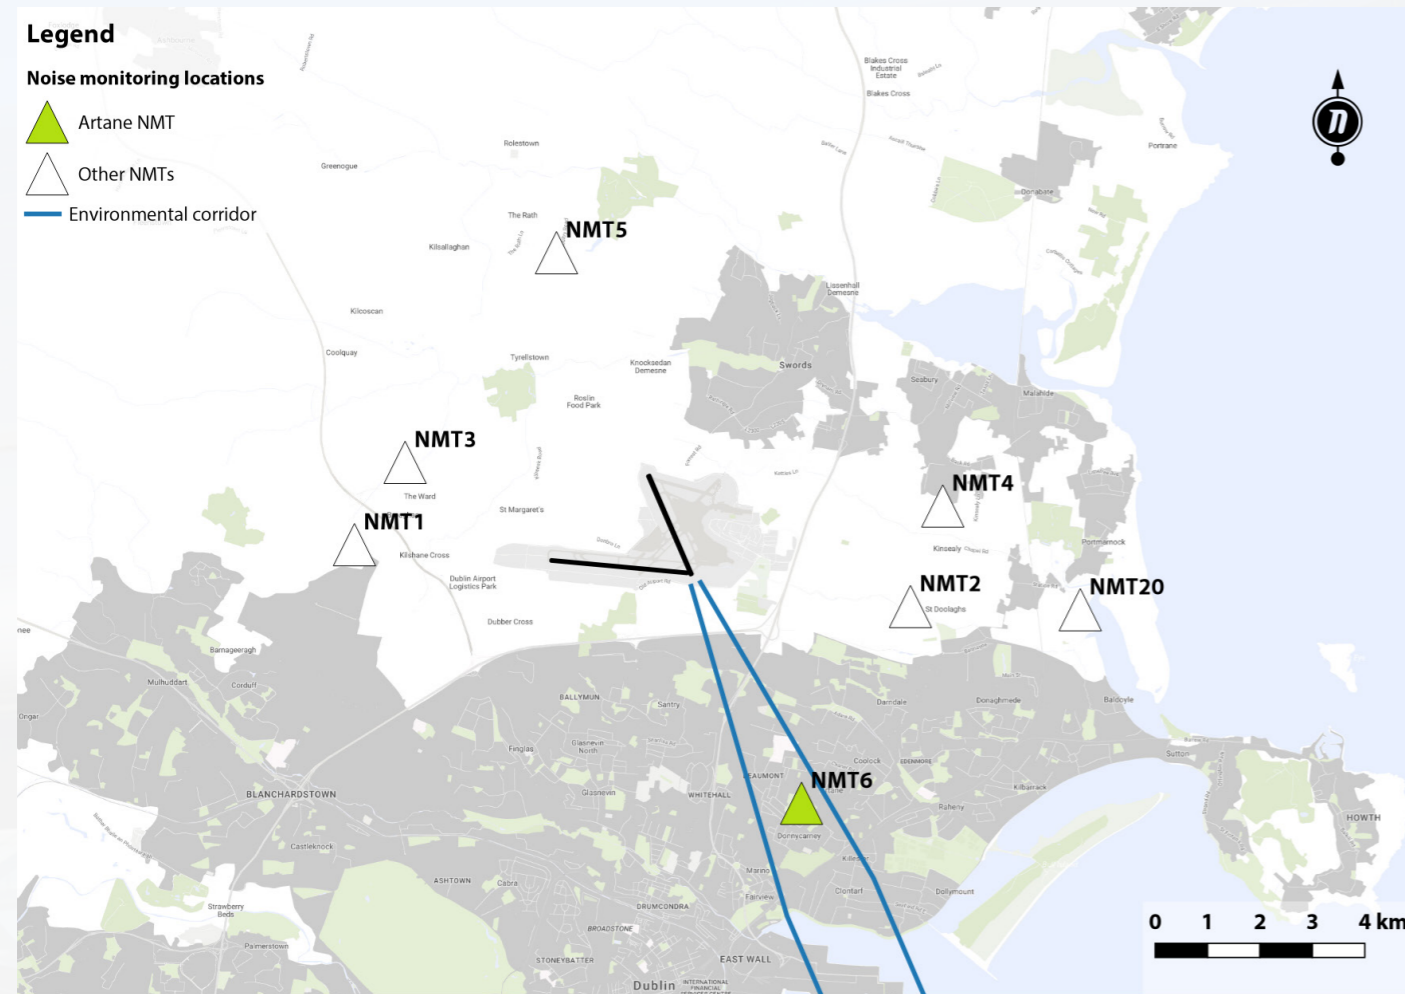 Legend
Noise monitoring locations
Artane NMT
Other NMTs
Environmental corridor
n
Blakes Cross
Industrial
Estate
Blakes Cross
Portrane
Rolestown
Greenogue
Donabate
The Rath
NMT5
Kilsallaghan
Lissenhall
Demesne
Kilcoscan
Coolquay
Tyrellstown
Knocksedan
Demesne
Swords
Seabury
Malahide
Roslin
Food Park
NMT3
The Ward
NMT4
St Margaret's
NMT1
Kilshane Cross
Kinsealy
Portmarnock
Dublin Airport
Logistics Park
NMT2
St Doolaghs
NMT20
Dubber Cross
Barnageeragh
Mulhuddart
Corduff
BALLYMUN
Santry
Darndale
Donaghmede
Baldoyle
Ongar
Finglas
Glasnevin
North
Coolock
EDENMORE
Sutton
NMT6
BLANCHARDSTOWN
Glasnevin
WHITEHALL
Raheny
Kilbarrack
HOWTH
Donnycarney
Castleknock
Killester
Marino
ASHTOWN
Cabra
Clontarf
Dollymount
Fairview
Strawberry
Beds
DRUMCONDRA
BROADSTONE
Palmerstown
STONEYBATTER
EAST WALL
Dublin
INTERNATIONAL
FINANCIAL
0 1 2 3 4 km